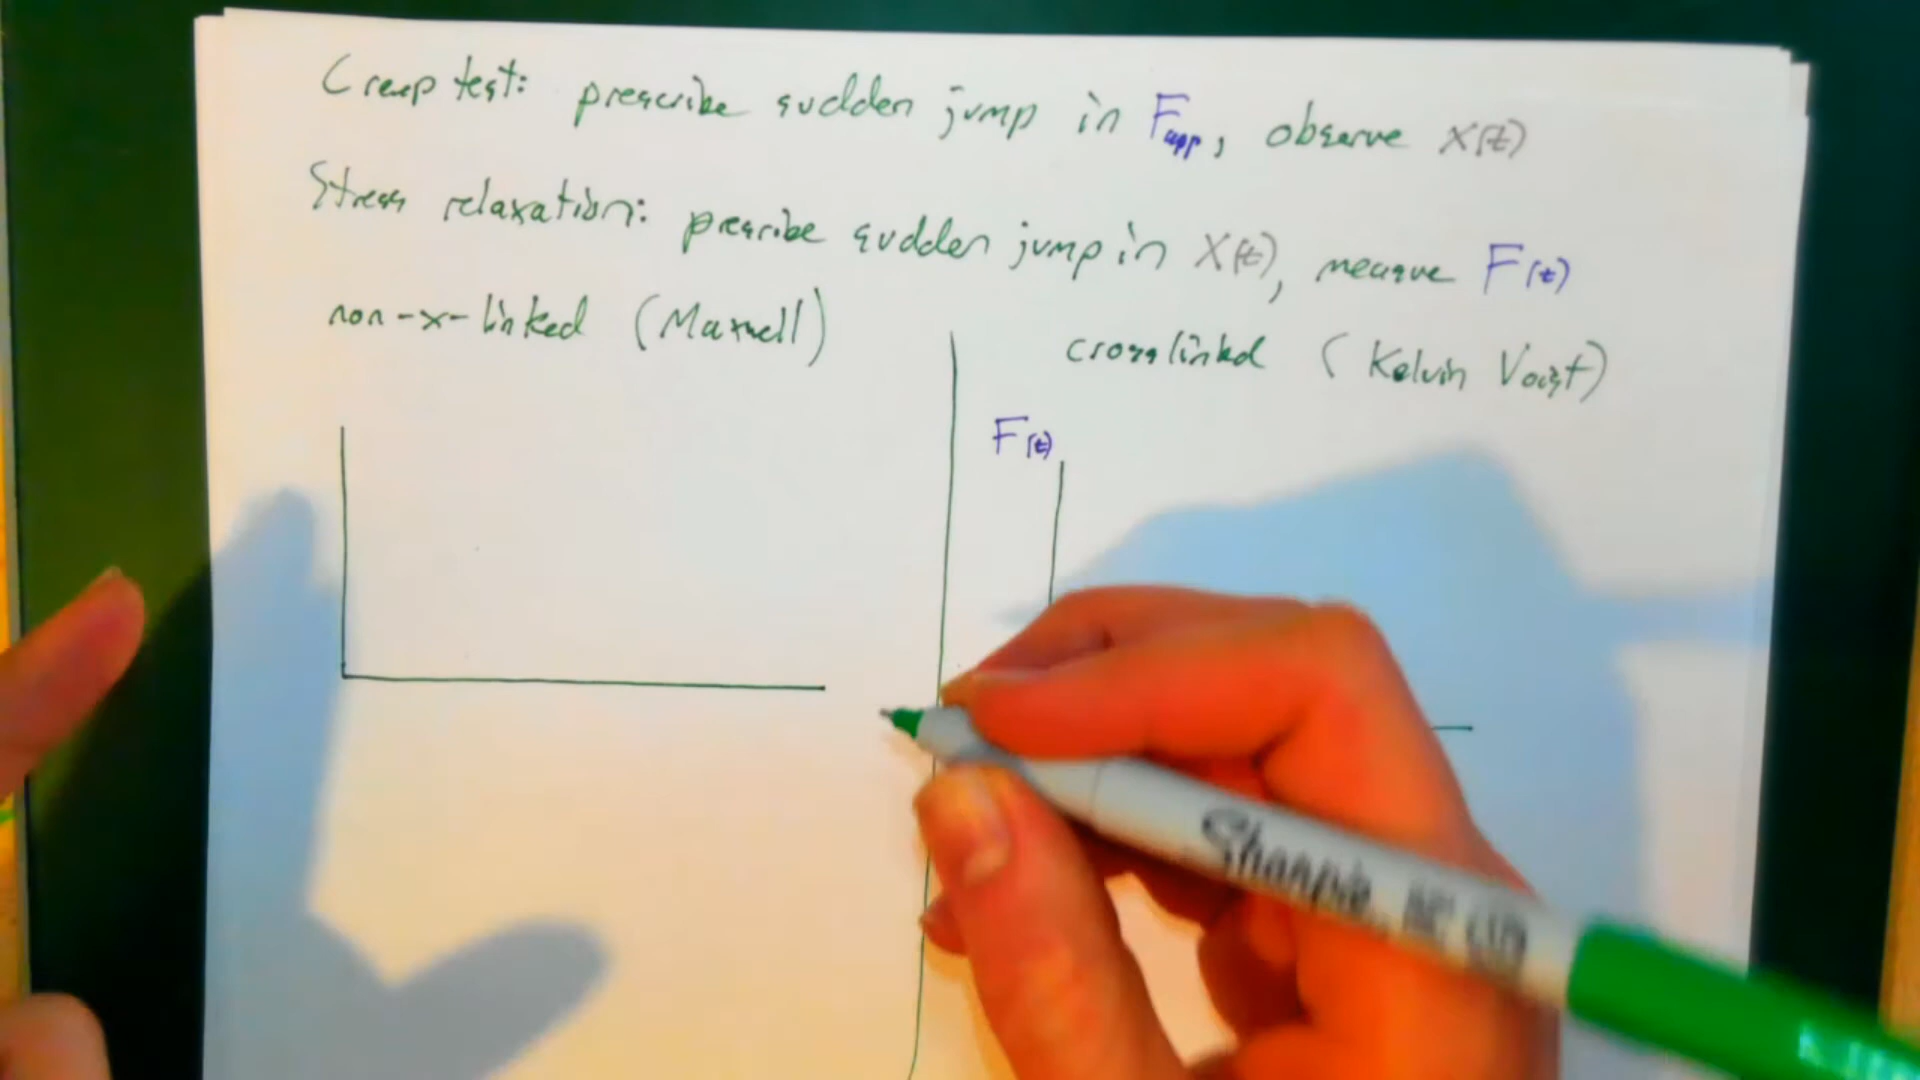 Creep test: prescribe sudden jump in Fapp, observe X(t)
Stress relaxation: prescribe sudden jump in X(t), measure F(t)
non-x-linked (Maxwell)
crosslinked (Kelvin Voigt)
F(t)
Sharpie